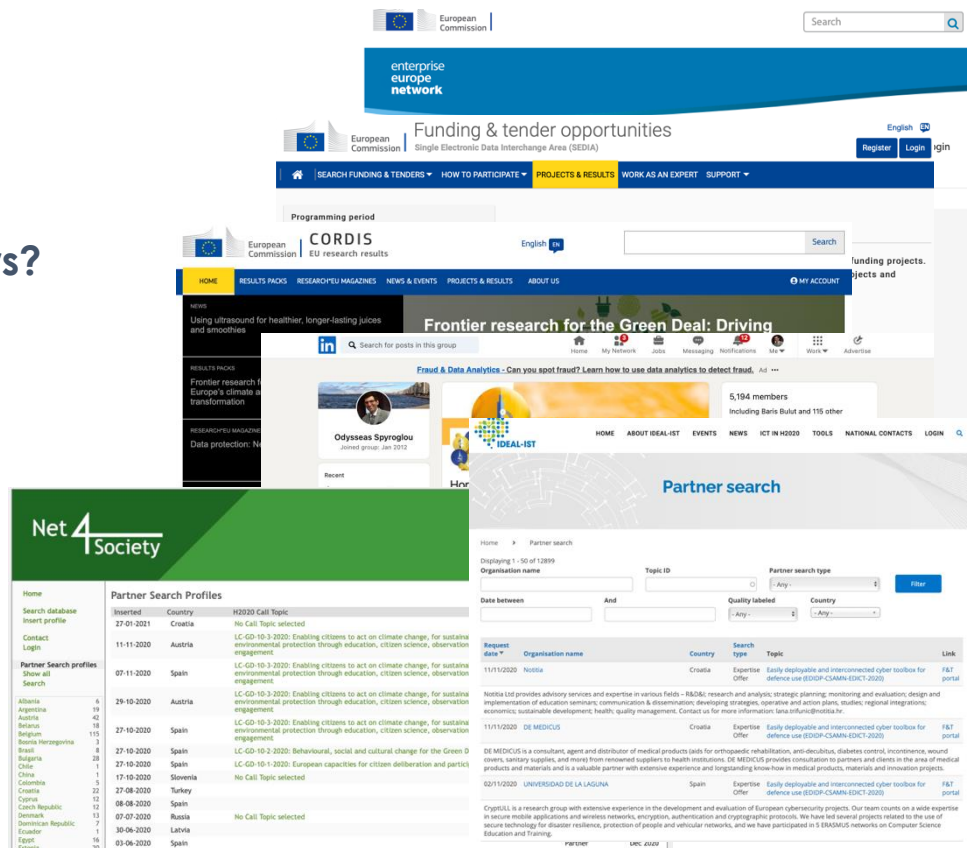 European
Commission
Search
enterprise
europe
network
European
Commission
Funding & tender opportunities
Single Electronic Data Interchange Area (SEDIA)
English EN
Register Login
SEARCH FUNDING & TENDERS HOW TO PARTICIPATE PROJECTS & RESULTS WORK AS AN EXPERT SUPPORT
Programming period
European
Commission
CORDIS
EU research results
English EN
Search
funding projects.
HOME RESULTS PACKS RESEARCH*EU MAGAZINES NEWS & EVENTS PROJECTS & RESULTS ABOUT US MY ACCOUNT
NEWS
Using ultrasound for healthier, longer-lasting juices
and smoothies
Frontier research for the Green Deal: Driving
in Search for posts in this group
Home My Network Jobs Messaging Notifications Me Work Advertise
RESULTS PACKS
Frontier research
Europe's climate
transformation
RESEARCH*EU MAGAZINE
Data protection:
Fraud & Data Analytics - Can you spot fraud? Learn how to use data analytics to detect fraud. Ad ...
5,194 members
Including Baris Bulut and 115 other
Odysseas Spyroglou
Joined group: Jan 2012
Recent
IDEAL-IST
HOME ABOUT IDEAL-IST EVENTS NEWS ICT IN H2020 TOOLS NATIONAL CONTACTS LOGIN
Partner search
Home > Partner search
Displaying 1 - 50 of 12899
Organisation name Topic ID Partner search type
- Any - Filter
Date between And Quality labeled Country
- Any - - Any -
Request date Organisation name Country Search type Topic Link
11/11/2020 Notitia Croatia Expertise Offer Easily deployable and interconnected cyber toolbox for defence use (EDIDP-CSAMN-EDICT-2020) F&T portal
Notitia Ltd provides advisory services and expertise in various fields – R&D&I; research and analysis; strategic planning; monitoring and evaluation; design and
implementation of education seminars; communication & dissemination; developing strategies, operative and action plans, studies; regional integrations;
economics; sustainable development; health; quality management. Contact us for more information: lana.trifunic@notitia.hr.
11/11/2020 DE MEDICUS Croatia Expertise Offer Easily deployable and interconnected cyber toolbox for defence use (EDIDP-CSAMN-EDICT-2020) F&T portal
DE MEDICUS is a consultant, agent and distributor of medical products (aids for orthopaedic rehabilitation, anti-decubitus, diabetes control, incontinence, wound
covers, sanitary supplies, and more) from renowned suppliers to health institutions. DE MEDICUS provides consultation to partners and clients in the area of medical
products and materials and is a valuable partner with extensive experience and longstanding know-how in medical products, materials and innovation projects.
02/11/2020 UNIVERSIDAD DE LA LAGUNA Spain Expertise Offer Easily deployable and interconnected cyber toolbox for defence use (EDIDP-CSAMN-EDICT-2020) F&T portal
CryptULL is a research group with extensive experience in the development and evaluation of European cybersecurity projects. Our team counts on a wide expertise
in secure mobile applications and wireless networks, encryption, authentication and cryptographic protocols. We have led several projects related to the use of
secure technology for disaster resilience, protection of people and vehicular networks, and we have participated in 5 ERASMUS networks on Computer Science
Education and Training.
Net4Society
Home
Search database
Insert profile
Contact
Login
Partner Search profiles
Show all
Search
Albania 6
Argentina 19
Austria 42
Belarus 18
Belgium 115
Bosnia Herzegovina 3
Brasil 8
Bulgaria 28
Chile 1
China 1
Colombia 5
Croatia 22
Cyprus 12
Czech Republic 12
Denmark 13
Dominican Republic 7
Ecuador 1
Egypt 16
Partner Search Profiles
Inserted Country H2020 Call Topic
27-01-2021 Croatia No Call Topic selected
11-11-2020 Austria LC-GD-10-3-2020: Enabling citizens to act on climate change, for sustaina
environmental protection through education, citizen science, observation
engagement
07-11-2020 Spain LC-GD-10-3-2020: Enabling citizens to act on climate change, for sustaina
environmental protection through education, citizen science, observation
engagement
29-10-2020 Austria LC-GD-10-3-2020: Enabling citizens to act on climate change, for sustaina
environmental protection through education, citizen science, observation
engagement
27-10-2020 Spain LC-GD-10-3-2020: Enabling citizens to act on climate change, for sustaina
environmental protection through education, citizen science, observation
engagement
27-10-2020 Spain LC-GD-10-2-2020: Behavioural, social and cultural change for the Green D
27-10-2020 Spain LC-GD-10-1-2020: European capacities for citizen deliberation and partici
17-10-2020 Slovenia No Call Topic selected
27-08-2020 Turkey
08-08-2020 Spain
07-07-2020 Russia No Call Topic selected
30-06-2020 Latvia
03-06-2020 Spain